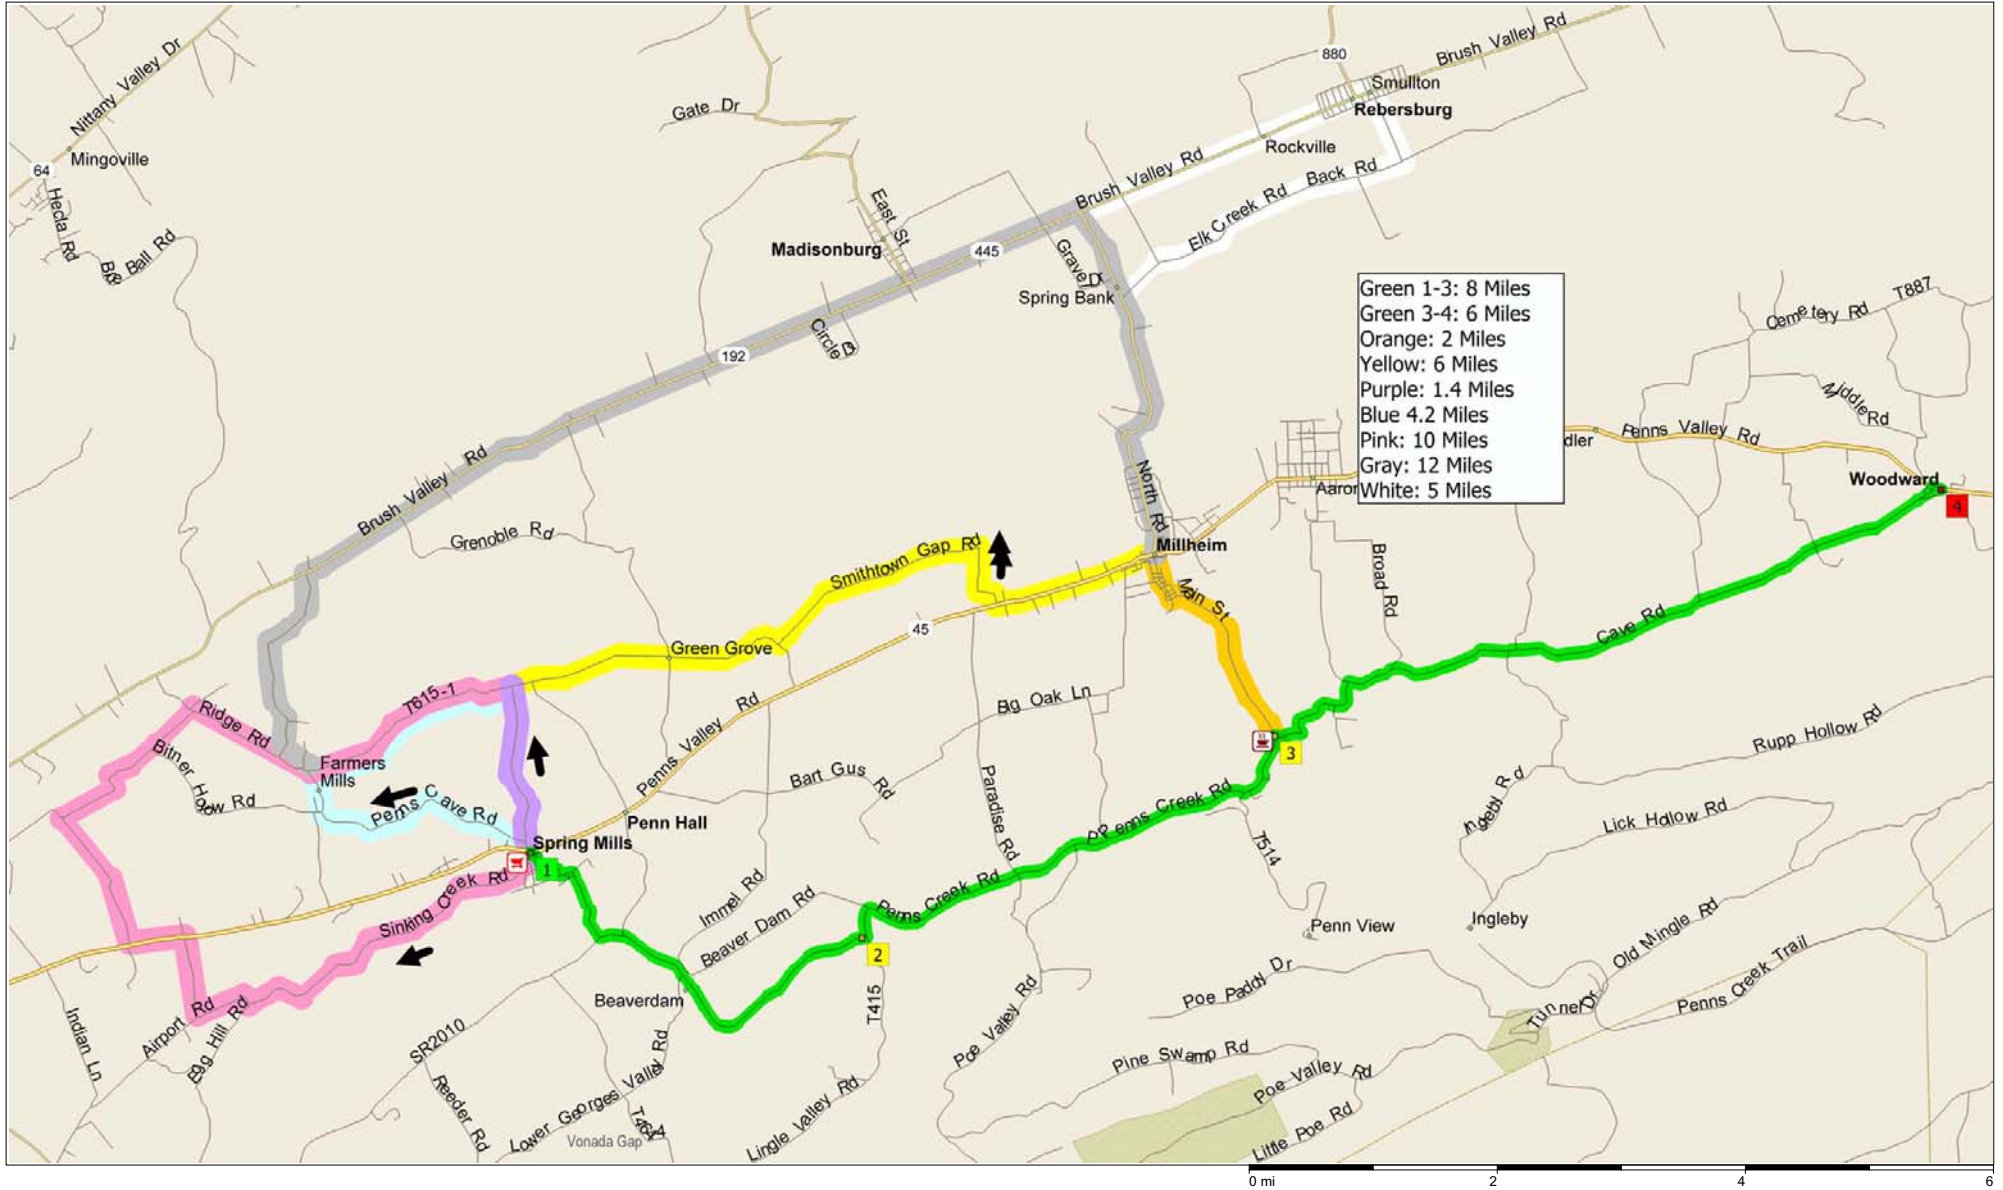 Nittany Valley Dr
Mingoville
64
Hecla Rd
Ball Rd
Gate Dr
East St
Madisonburg
445
192
Circle Dr
Grave Dr
Spring Bank
Brush Valley Rd
880
Brush Valley Rd
Smullton
Rebersburg
Rockville
Elk Creek Rd
Back Rd
Green 1-3: 8 Miles
Green 3-4: 6 Miles
Orange: 2 Miles
Yellow: 6 Miles
Purple: 1.4 Miles
Blue 4.2 Miles
Pink: 10 Miles
Gray: 12 Miles
White: 5 Miles
Cemetery Rd
T887
Middle Rd
dler
Penns Valley Rd
Woodward
4
Aaron
Brush Valley Rd
Grenoble Rd
North Rd
Millheim
Main St
Smithtown Gap Rd
45
Green Grove
Broad Rd
Cave Rd
T615-1
Ridge Rd
Bitner Hollow Rd
Farmers
Mills
Penns Cave Rd
Penns Valley Rd
Penn Hall
Spring Mills
1
Sinking Creek Rd
Big Oak Ln
Bart Gus Rd
Paradise Rd
3
Penns Creek Rd
T514
Rupp Hollow Rd
Ingleby Rd
Lick Hollow Rd
Immel Rd
Beaver Dam Rd
Penns Creek Rd
2
Penn View
Ingleby
Old Mingle Rd
Penns Creek Trail
Tunnel Dr
Beaverdam
T415
Poe Valley Rd
Poe Paddy Dr
Pine Swamp Rd
Poe Valley Rd
Little Poe Rd
Indian Ln
Airport Rd
Egg Hill Rd
SR2010
Reeder Rd
Lower Georges Valley Rd
T464
Vonada Gap
Lingle Valley Rd
0 mi 2 4 6